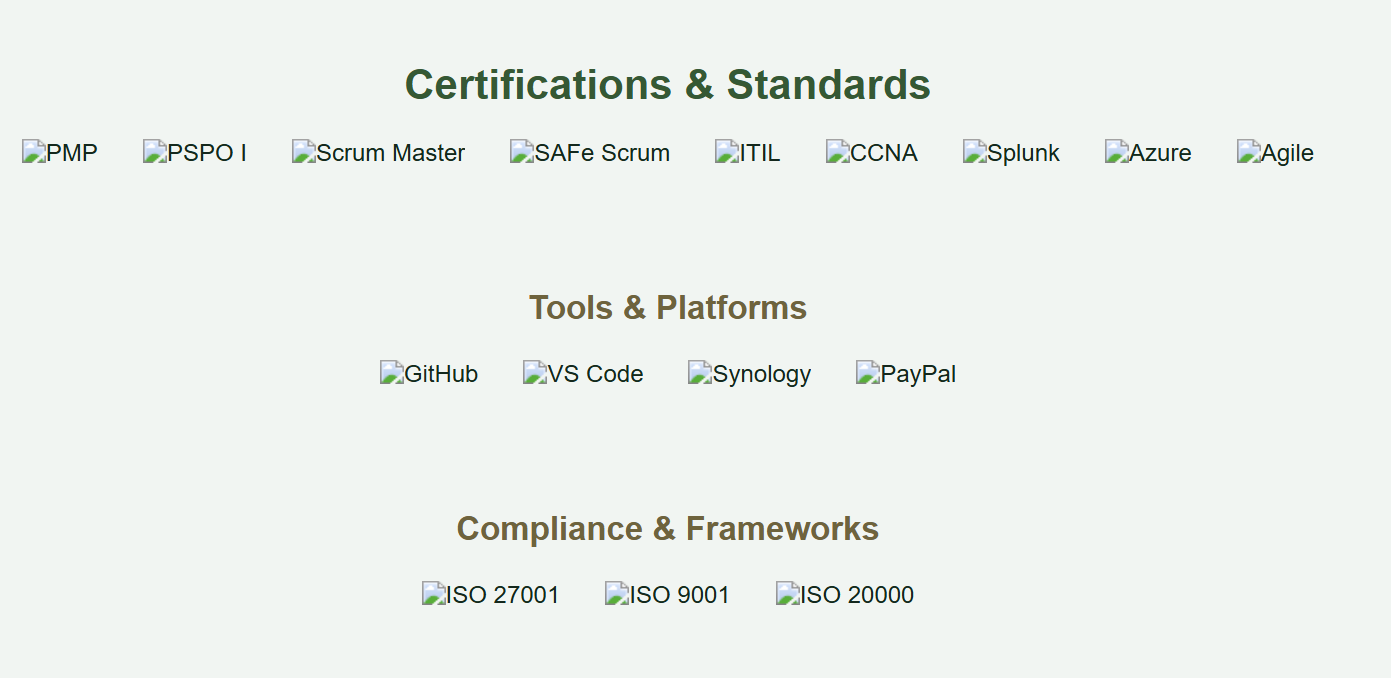 Certifications & Standards
PMP PSPO I Scrum Master SAFe Scrum ITIL CCNA Splunk Azure Agile
Tools & Platforms
GitHub VS Code Synology PayPal
Compliance & Frameworks
ISO 27001 ISO 9001 ISO 20000